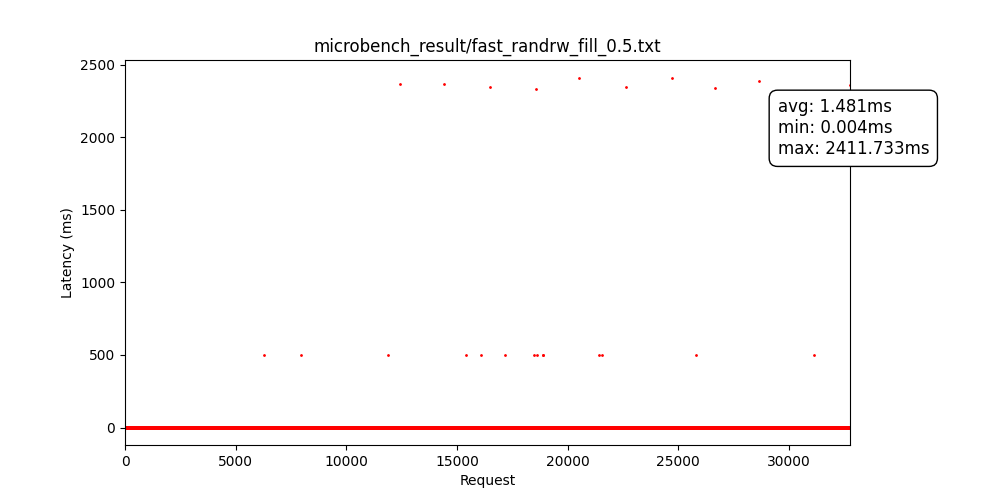 microbench_result/fast_randrw_fill_0.5.txt
2500
2000
1500
1000
500
0
Latency (ms)
avg: 1.481ms
min: 0.004ms
max: 2411.733ms
0 5000 10000 15000 20000 25000 30000
Request